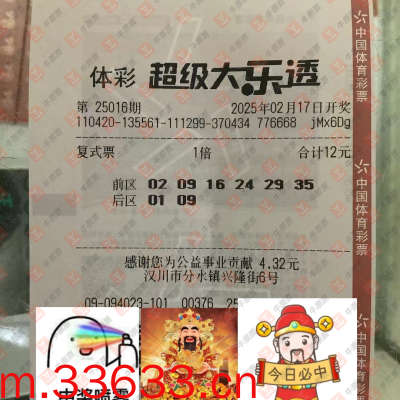 体彩 超级大乐透
第 25016期 2025年02月17日开奖
110420-135561-111299-370434 776668 jMx6Dg
复式票 1倍 合计12元
前区 02 09 16 24 29 35
后区 01 09
感谢您为公益事业贡献 4.32元
汉川市分水镇兴隆街6号
09-094023-101 00376
今日必中
m.33633.cn
中国体育彩票
中国体育彩票